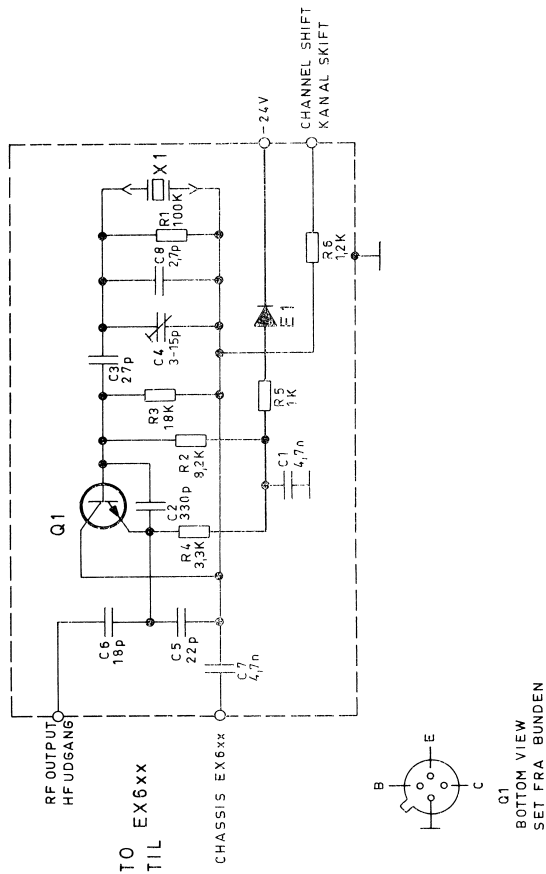 RF OUTPUT
HF UDGANG
TO EX6xx
TIL
CHASSIS EX6xx
C6
18p
C5
22p
C7
4,7n
Q1
C2
330p
R4
3,3K
R2
8,2K
C1
4,7n
R3
18K
C3
27p
R5
1K
C4
3-15p
E1
C8
2,7p
R1
100K
X1
R6
1,2K
-24V
CHANNEL SHIFT
KANAL SKIFT
B
E
C
Q1
BOTTOM VIEW
SET FRA BUNDEN